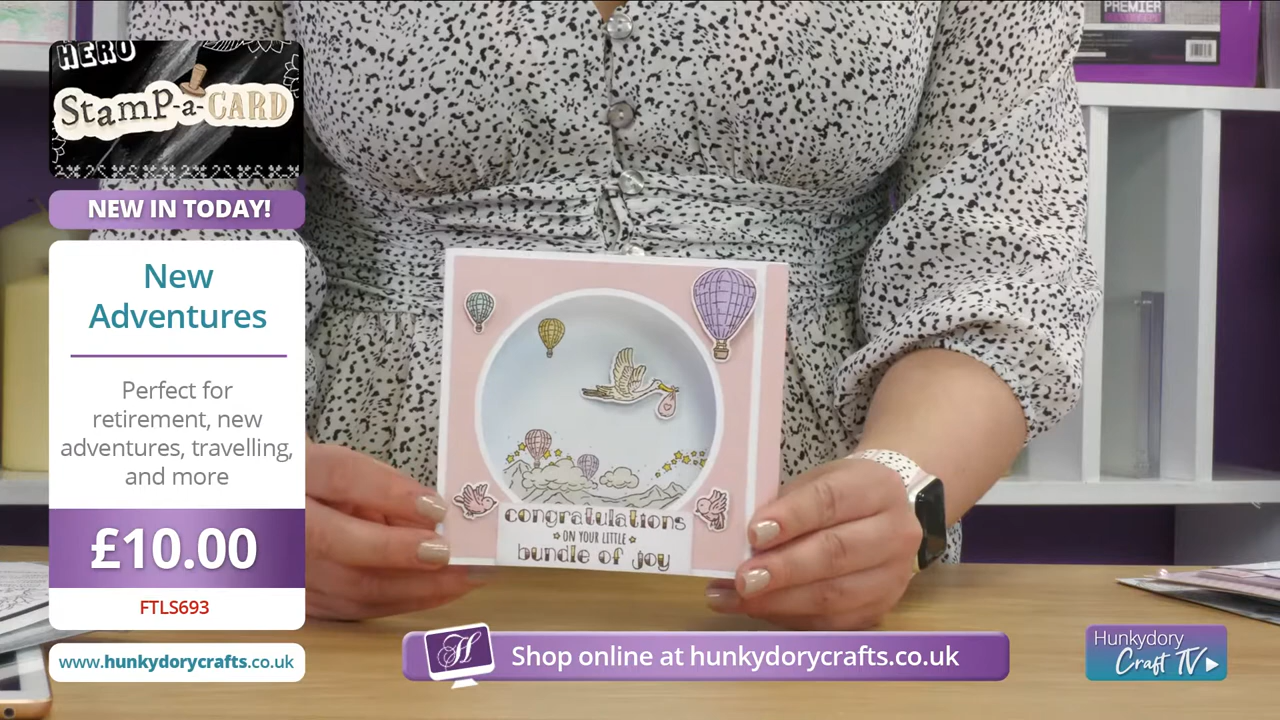 HERO
Stamp-a-CARD
NEW IN TODAY!
New
Adventures
Perfect for
retirement, new
adventures, travelling,
and more
£10.00
FTLS693
www.hunkydorycrafts.co.uk
PREMIER
congratulations
ON YOUR LITTLE
bundle of joy
H Shop online at hunkydorycrafts.co.uk
Hunkydory
Craft TV